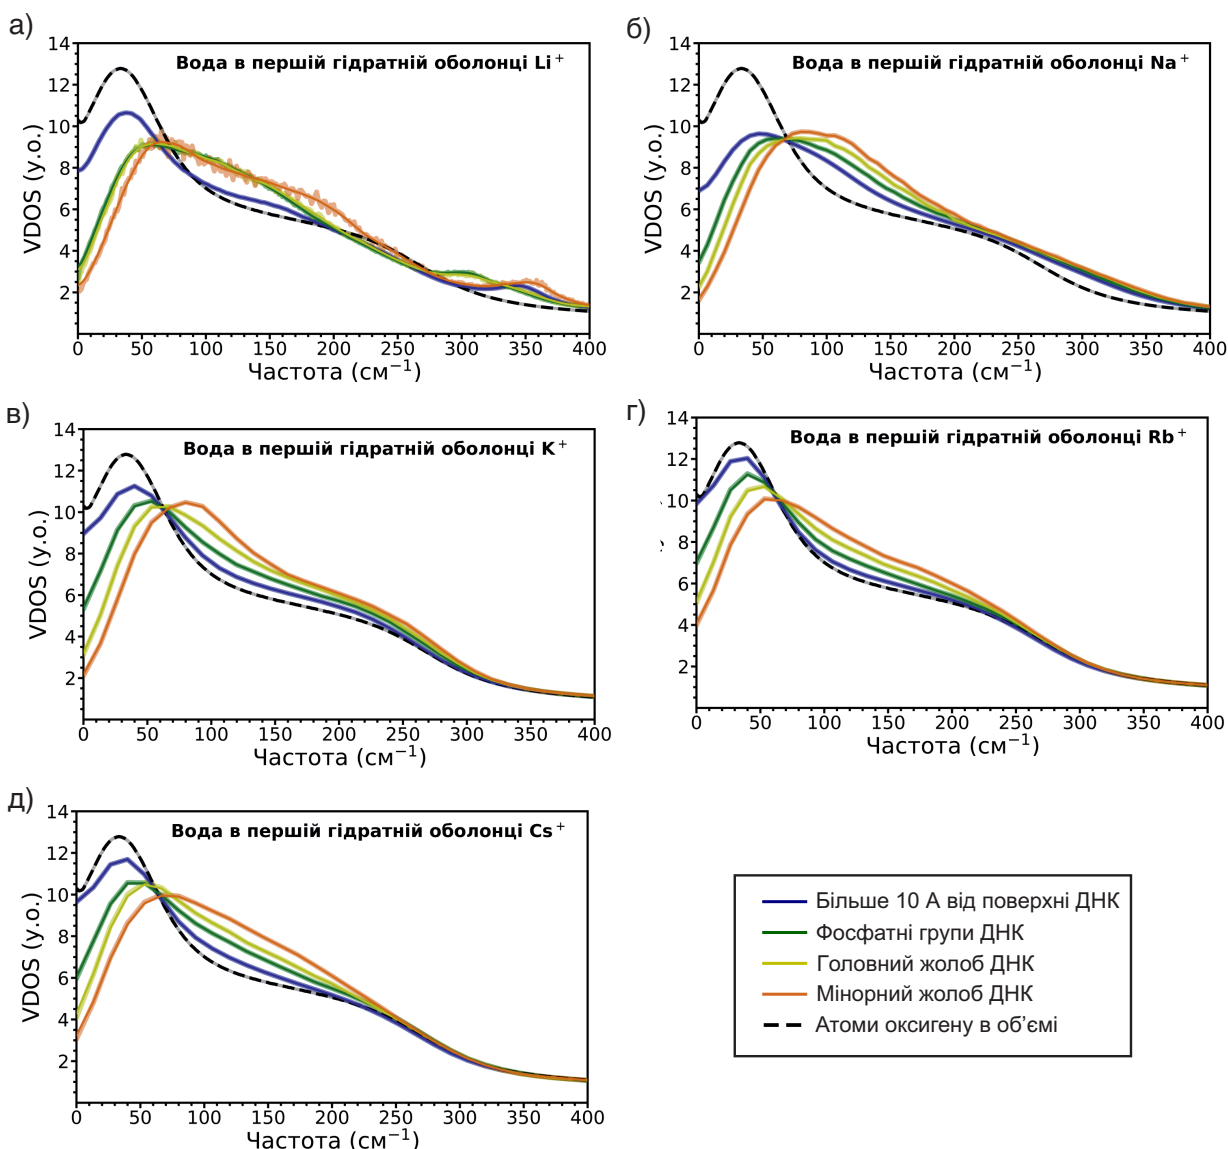 а)
Вода в першій гідратній оболонці Li⁺
VDOS (у.о.)
14
12
10
8
6
4
2
0 50 100 150 200 250 300 350 400
Частота (см⁻¹)
б)
Вода в першій гідратній оболонці Na⁺
VDOS (у.о.)
14
12
10
8
6
4
2
0 50 100 150 200 250 300 350 400
Частота (см⁻¹)
в)
Вода в першій гідратній оболонці K⁺
VDOS (у.о.)
14
12
10
8
6
4
2
0 50 100 150 200 250 300 350 400
Частота (см⁻¹)
г)
Вода в першій гідратній оболонці Rb⁺
14
12
10
8
6
4
2
0 50 100 150 200 250 300 350 400
Частота (см⁻¹)
д)
Вода в першій гідратній оболонці Cs⁺
VDOS (у.о.)
14
12
10
8
6
4
2
0 50 100 150 200 250 300 350 400
Частота (см⁻¹)
Більше 10 А від поверхні ДНК
Фосфатні групи ДНК
Головний жолоб ДНК
Мінорний жолоб ДНК
Атоми оксигену в об'ємі